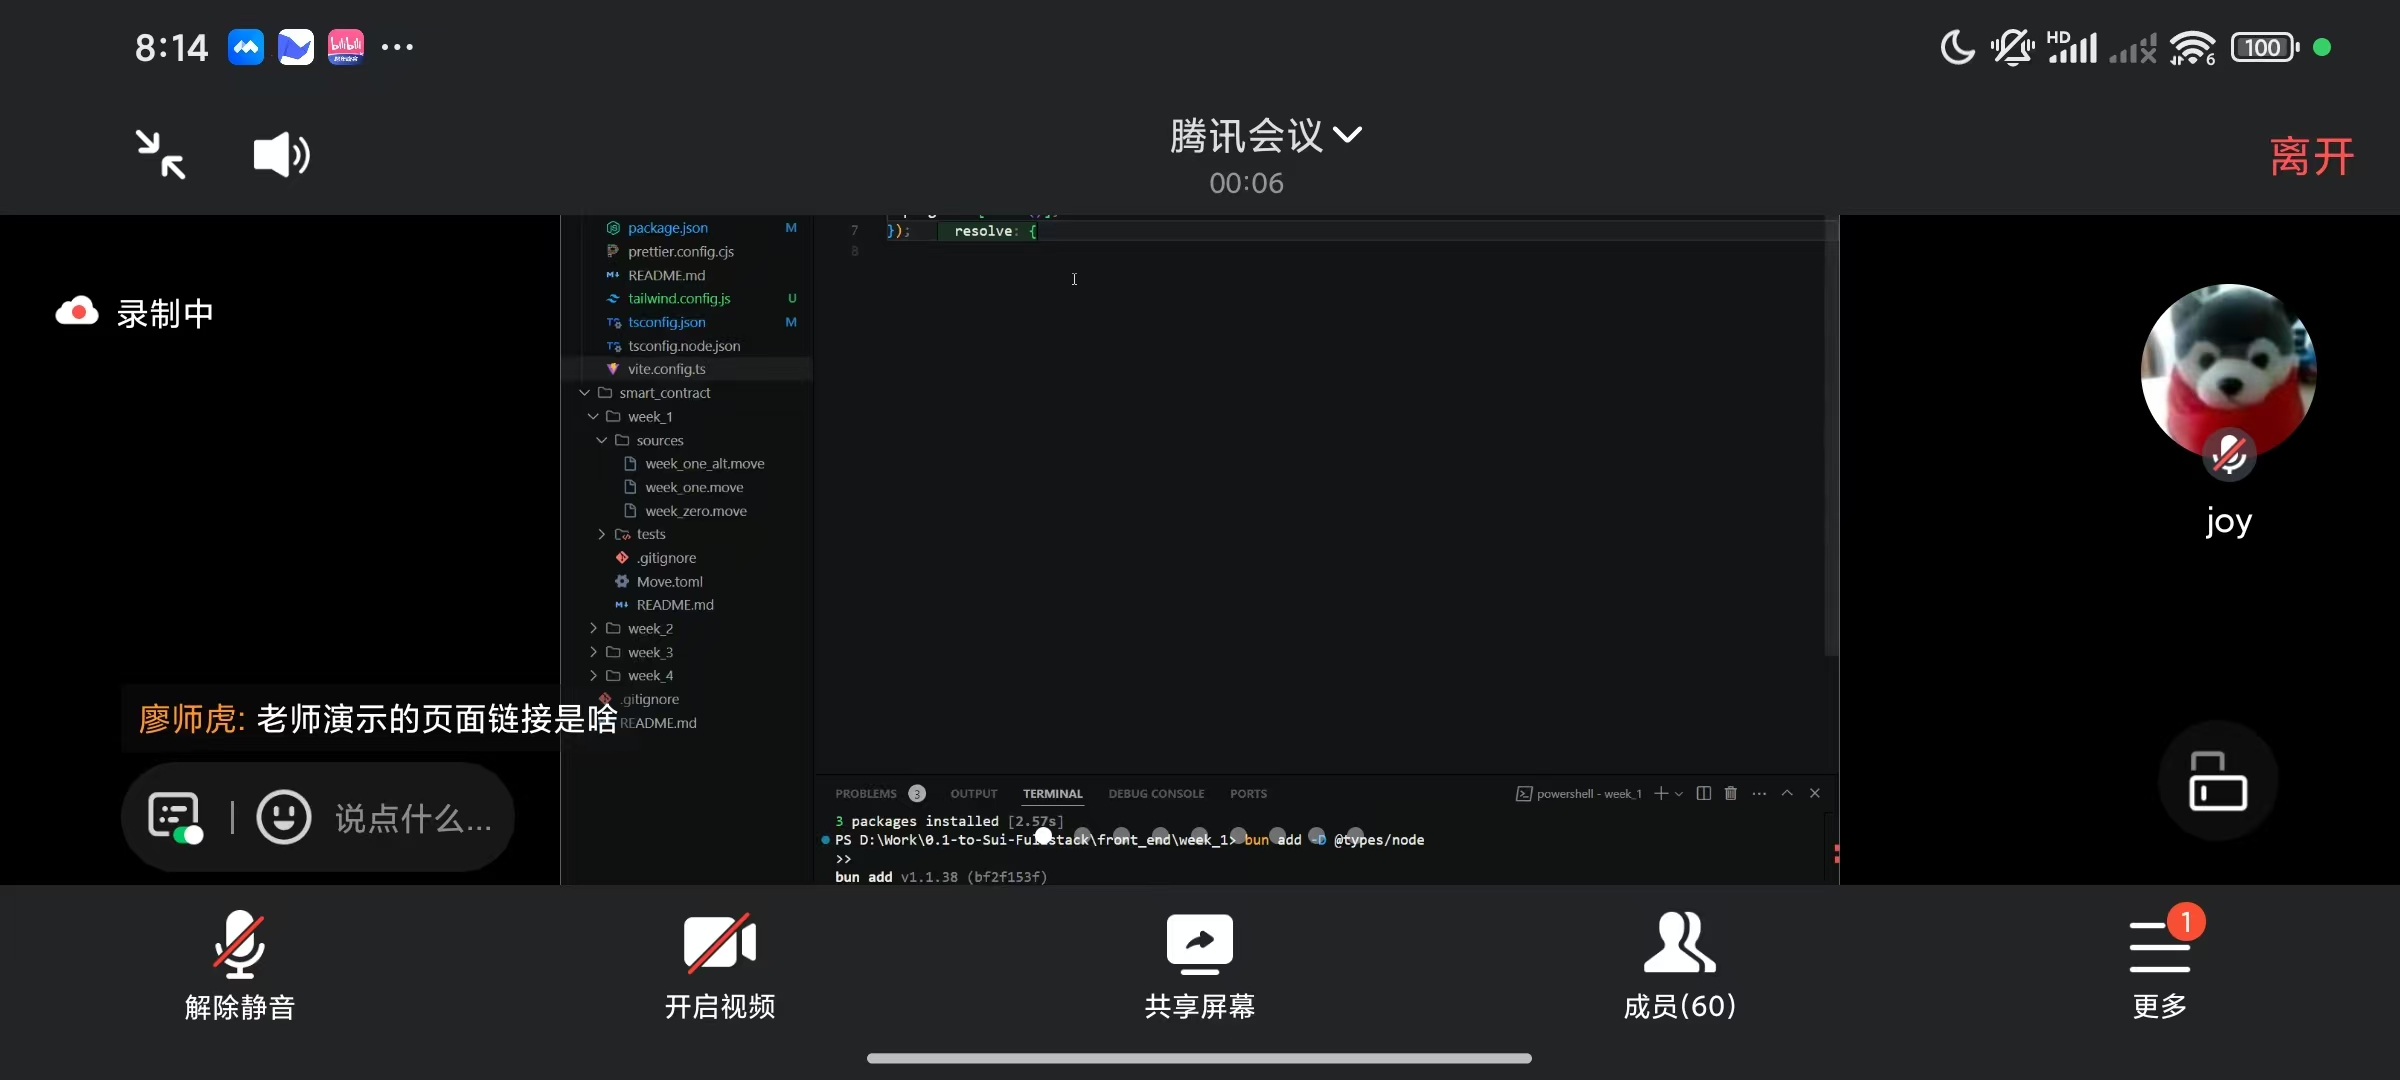 8:14
HD
6
100
腾讯会议
00:06
离开
录制中
package.json M
prettier.config.cjs
README.md
tailwind.config.js U
tsconfig.json M
tsconfig.node.json
vite.config.ts
smart_contract
week_1
sources
week_one_alt.move
week_one.move
week_zero.move
tests
.gitignore
Move.toml
README.md
week_2
week_3
week_4
.gitignore
README.md
7 }); resolve: {
8
joy
廖师虎: 老师演示的页面链接是啥
说点什么...
PROBLEMS 3 OUTPUT TERMINAL DEBUG CONSOLE PORTS
powershell - week_1
3 packages installed [2.57s]
PS D:\Work\0.1-to-Sui-Fullstack\front_end\week_1> bun add -D @types/node
>>
bun add v1.1.38 (bf2f153f)
解除静音
开启视频
共享屏幕
成员(60)
1
更多